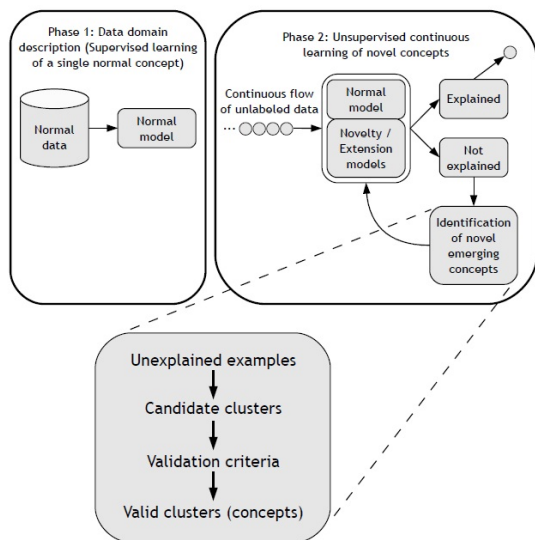 Phase 1: Data domain
description (Supervised learning
of a single normal concept)
Normal
data
Normal
model
Phase 2: Unsupervised continuous
learning of novel concepts
Continuous flow
of unlabeled data
...
Normal
model
Novelty /
Extension
models
Explained
Not
explained
Identification
of novel
emerging
concepts
Unexplained examples
Candidate clusters
Validation criteria
Valid clusters (concepts)